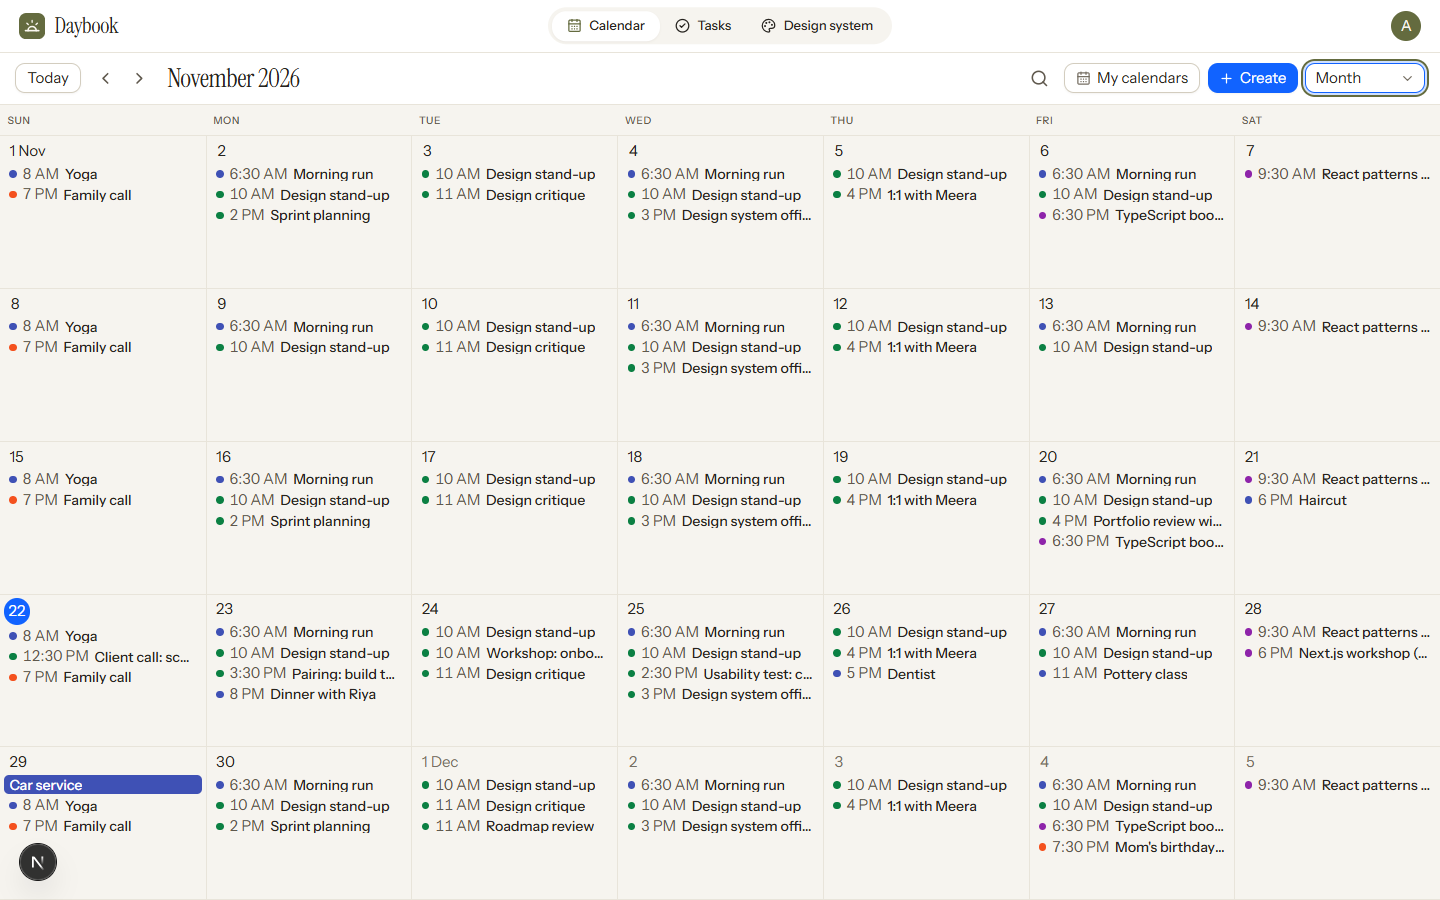 Daybook
Calendar
Tasks
Design system
A
Today
November 2026
My calendars
+ Create
Month
SUN MON TUE WED THU FRI SAT
1 Nov
8 AM Yoga
7 PM Family call
2
6:30 AM Morning run
10 AM Design stand-up
2 PM Sprint planning
3
10 AM Design stand-up
11 AM Design critique
4
6:30 AM Morning run
10 AM Design stand-up
3 PM Design system offi...
5
10 AM Design stand-up
4 PM 1:1 with Meera
6
6:30 AM Morning run
10 AM Design stand-up
6:30 PM TypeScript boo...
7
9:30 AM React patterns ...
8
8 AM Yoga
7 PM Family call
9
6:30 AM Morning run
10 AM Design stand-up
10
10 AM Design stand-up
11 AM Design critique
11
6:30 AM Morning run
10 AM Design stand-up
3 PM Design system offi...
12
10 AM Design stand-up
4 PM 1:1 with Meera
13
6:30 AM Morning run
10 AM Design stand-up
14
9:30 AM React patterns ...
15
8 AM Yoga
7 PM Family call
16
6:30 AM Morning run
10 AM Design stand-up
2 PM Sprint planning
17
10 AM Design stand-up
11 AM Design critique
18
6:30 AM Morning run
10 AM Design stand-up
3 PM Design system offi...
19
10 AM Design stand-up
4 PM 1:1 with Meera
20
6:30 AM Morning run
10 AM Design stand-up
4 PM Portfolio review wi...
6:30 PM TypeScript boo...
21
9:30 AM React patterns ...
6 PM Haircut
22
8 AM Yoga
12:30 PM Client call: sc...
7 PM Family call
23
6:30 AM Morning run
10 AM Design stand-up
3:30 PM Pairing: build t...
8 PM Dinner with Riya
24
10 AM Design stand-up
10 AM Workshop: onbo...
11 AM Design critique
25
6:30 AM Morning run
10 AM Design stand-up
2:30 PM Usability test: c...
3 PM Design system offi...
26
10 AM Design stand-up
4 PM 1:1 with Meera
5 PM Dentist
27
6:30 AM Morning run
10 AM Design stand-up
11 AM Pottery class
28
9:30 AM React patterns ...
6 PM Next.js workshop (...
29
Car service
8 AM Yoga
7 PM Family call
30
6:30 AM Morning run
10 AM Design stand-up
2 PM Sprint planning
1 Dec
10 AM Design stand-up
11 AM Design critique
11 AM Roadmap review
2
6:30 AM Morning run
10 AM Design stand-up
3 PM Design system offi...
3
10 AM Design stand-up
4 PM 1:1 with Meera
4
6:30 AM Morning run
10 AM Design stand-up
6:30 PM TypeScript boo...
7:30 PM Mom's birthday...
5
9:30 AM React patterns ...
N